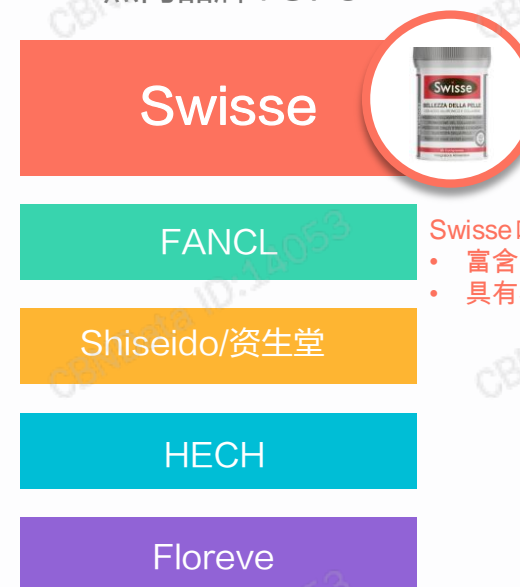 Swisse
Swisse
BELLEZZA DELLA PELLE
FANCL
Swisse
• 富含
• 具有
Shiseido/资生堂
HECH
Floreve